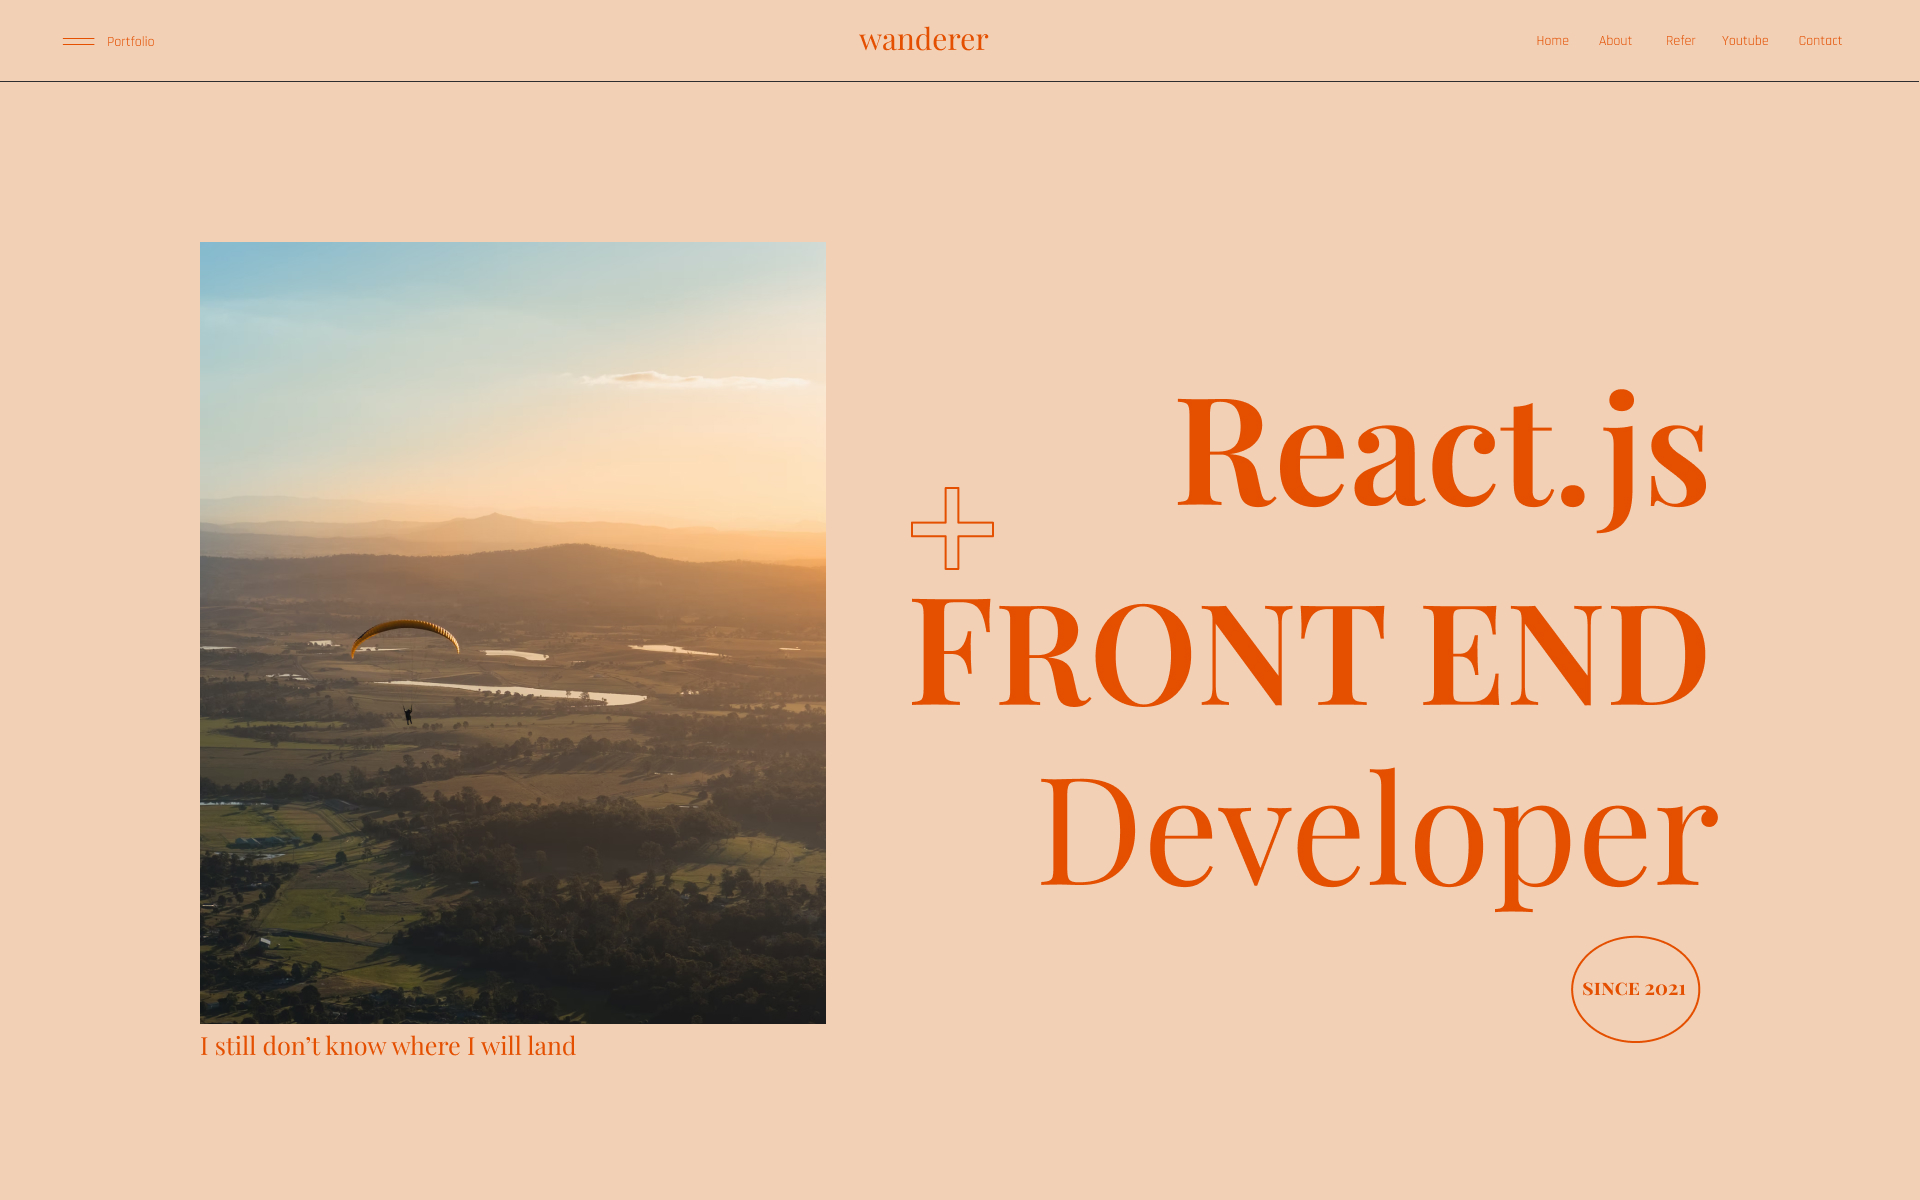 Portfolio
wanderer
Home About Refer Youtube Contact
React.js
FRONT END
Developer
SINCE 2021
I still don’t know where I will land